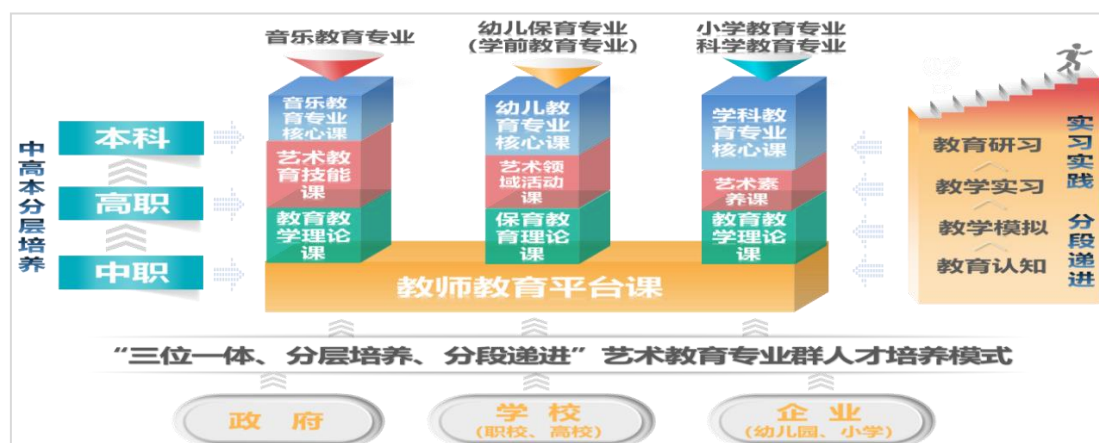 音乐教育专业
幼儿保育专业
(学前教育专业)
小学教育专业
科学教育专业
中高本分层培养
本科
高职
中职
音乐教
育专业
核心课
艺术教
育技能
课
教育教
学理论
课
幼儿教
育专业
核心课
艺术领
域活动
课
保育教
育理论
课
学科教
育专业
核心课
艺术素
养课
教育教
学理论
课
教师教育平台课
教育研习
教学实习
教学模拟
教育认知
实习实践 分段递进
“三位一体、分层培养、分段递进”艺术教育专业群人才培养模式
政 府
学 校
(职校、高校)
企 业
(幼儿园、小学)